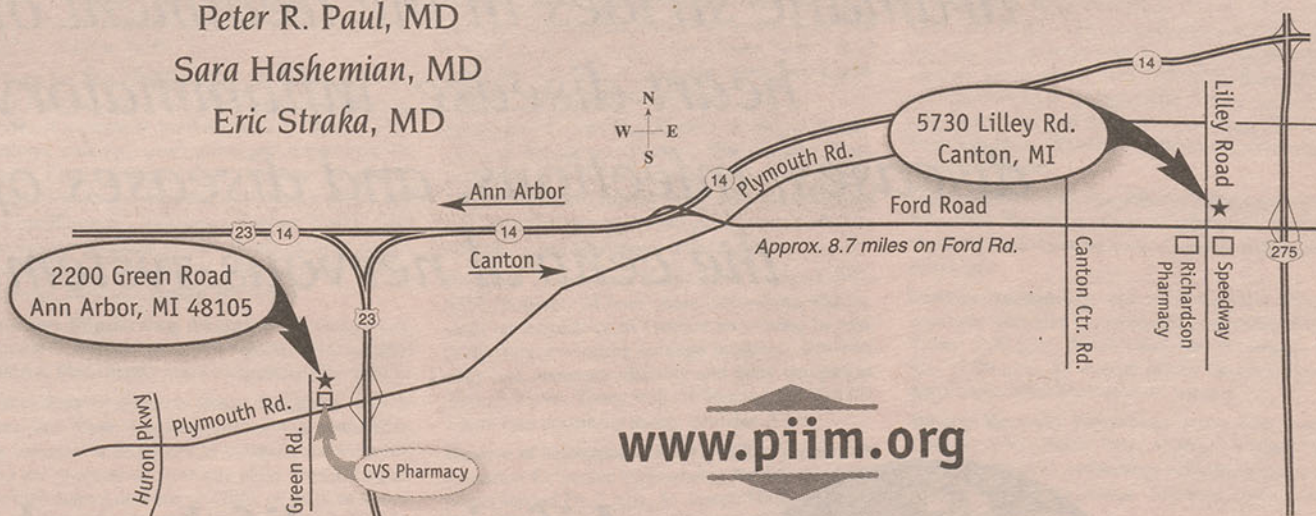 Peter R. Paul, MD
Sara Hashemian, MD
Eric Straka, MD
N
W E
S
14
5730 Lilley Rd.
Canton, MI
Lilley Road
Plymouth Rd.
14
Ann Arbor
Ford Road
23 14
14
Canton
Approx. 8.7 miles on Ford Rd.
275
2200 Green Road
Ann Arbor, MI 48105
23
Canton Ctr. Rd.
Richardson
Pharmacy
Speedway
Huron Pkwy
Plymouth Rd.
Green Rd.
CVS Pharmacy
www.piim.org